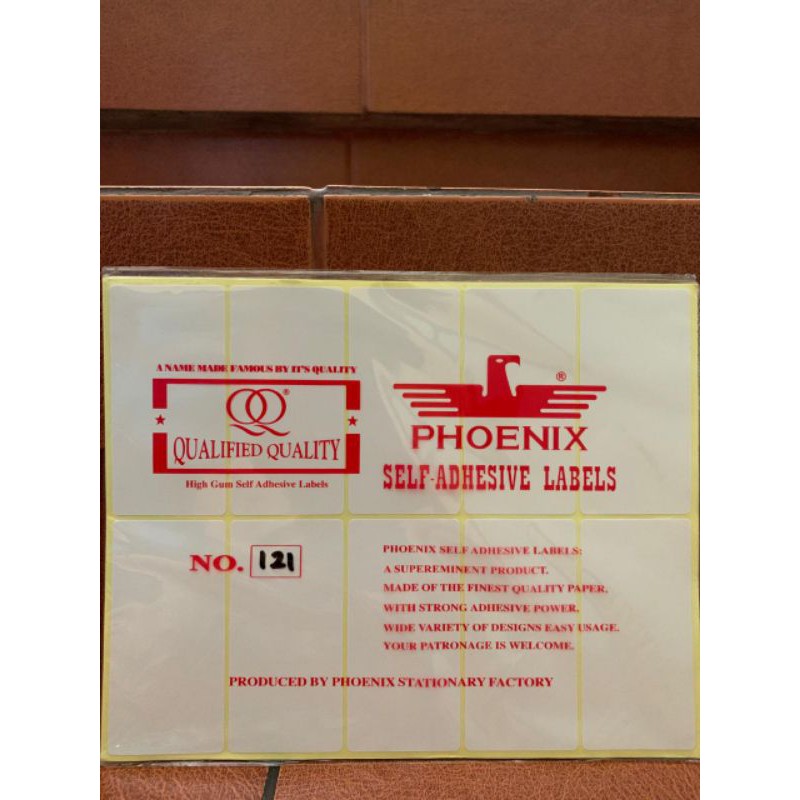 A NAME MADE FAMOUS BY IT'S QUALITY
QQ®
★ QUALIFIED QUALITY ★
High Gum Self Adhesive Labels
®
PHOENIX
SELF-ADHESIVE LABELS
NO. 121
PHOENIX SELF ADHESIVE LABELS:
A SUPEREMINENT PRODUCT.
MADE OF THE FINEST QUALITY PAPER.
WITH STRONG ADHESIVE POWER.
WIDE VARIETY OF DESIGNS EASY USAGE.
YOUR PATRONAGE IS WELCOME.
PRODUCED BY PHOENIX STATIONARY FACTORY